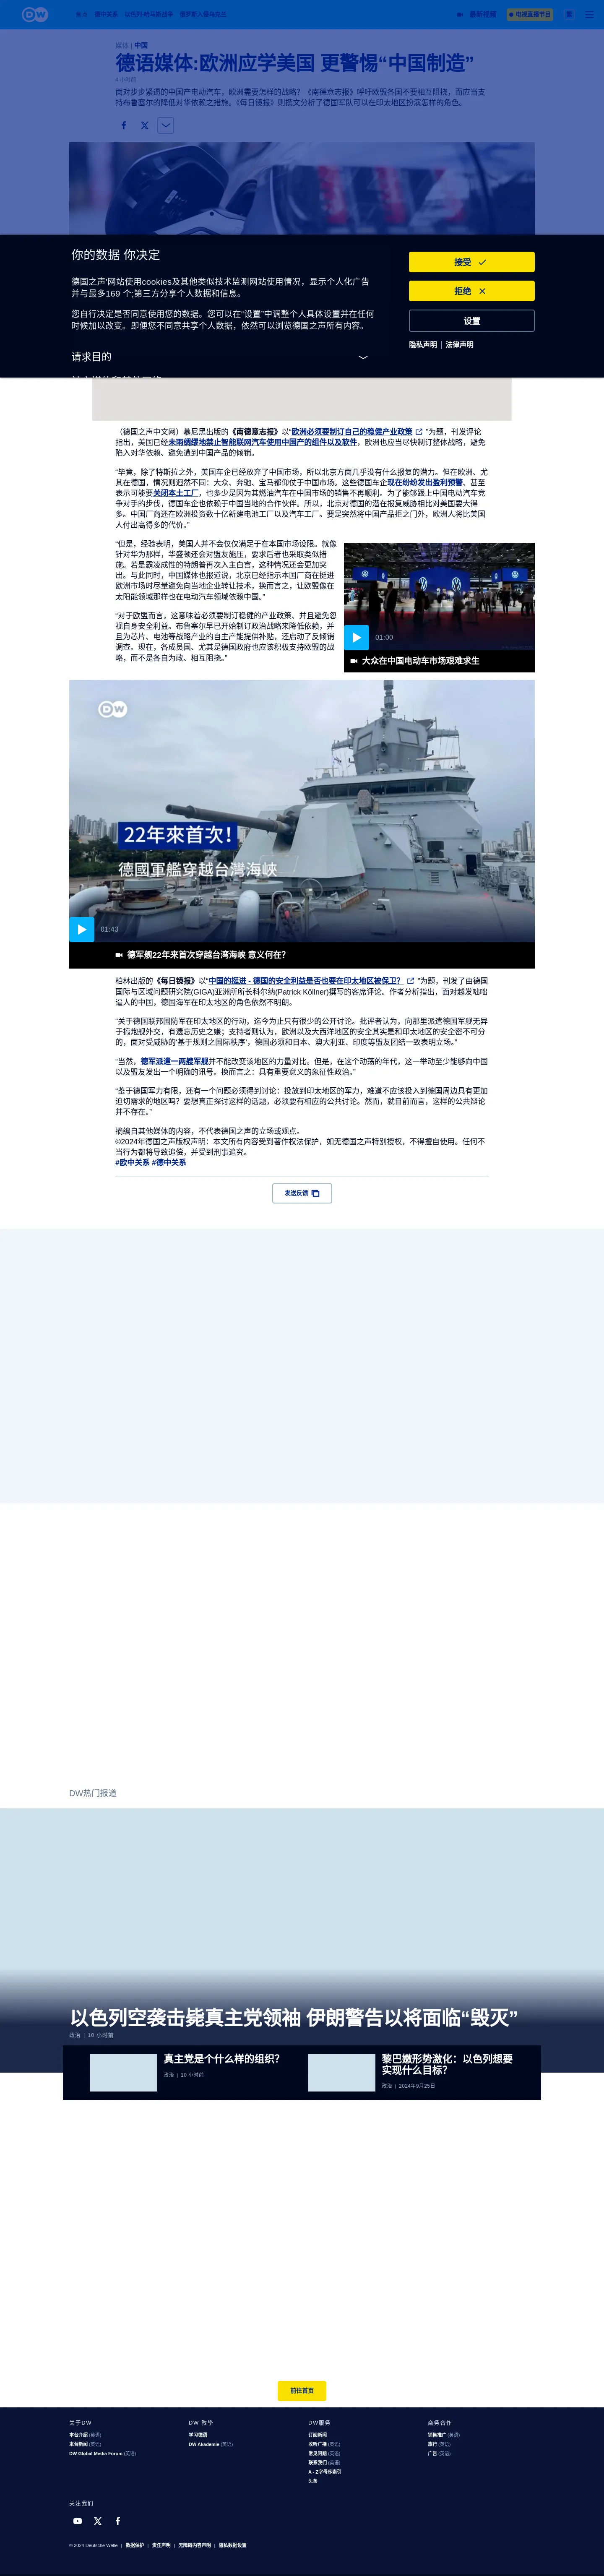 DW
最新视频
电视直播节目
媒体 | 中国
德语媒体:欧洲应学美国 更警惕“中国制造”
4 小时前
面对步步紧逼的中国产电动汽车，欧洲需要怎样的战略？《南德意志报》呼吁欧盟各国不要相互阻挠，而应当支
持布鲁塞尔的降低对华依赖之措施。《每日镜报》则撰文分析了德国军队可以在印太地区扮演怎样的角色。
你的数据 你决定
德国之声’网站使用cookies及其他类似技术监测网站使用情况，显示个人化广告
并与最多169 个;第三方分享个人数据和信息。
您自行决定是否同意使用您的数据。您可以在“设置”中调整个人具体设置并在任何
时候加以改变。即便您不同意共享个人数据，依然可以浏览德国之声所有内容。
请求目的
接受
拒绝
设置
隐私声明 | 法律声明
（德国之声中文网）慕尼黑出版的《南德意志报》以“欧洲必须要制订自己的稳健产业政策 ”为题，刊发评论
指出，美国已经未雨绸缪地禁止智能联网汽车使用中国产的组件以及软件，欧洲也应当尽快制订整体战略，避免
陷入对华依赖、避免遭到中国产品的倾销。
“毕竟，除了特斯拉之外，美国车企已经放弃了中国市场，所以北京方面几乎没有什么报复的潜力。但在欧洲、尤
其在德国，情况则迥然不同：大众、奔驰、宝马都仰仗于中国市场。这些德国车企现在纷纷发出盈利预警、甚至
表示可能要关闭本土工厂，也多少是因为其燃油汽车在中国市场的销售不再顺利。为了能够跟上中国电动汽车竞
争对手的步伐，德国车企也依赖于中国当地的合作伙伴。所以，北京对德国的潜在报复威胁也相比对美国要大得
多。中国厂商还在欧洲投资数十亿新建电池工厂以及汽车工厂。要是突然将中国产品拒之门外，欧洲人将比美国
人付出高得多的代价。”
“但是，经验表明，美国人并不会仅仅满足于在本国市场设限。就像
针对华为那样，华盛顿还会对盟友施压，要求后者也采取类似措
施。若是霸凌成性的特朗普再次入主白宫，这种情况还会更加突
出。与此同时，中国媒体也报道说，北京已经指示本国厂商在挺进
欧洲市场时尽量避免向当地企业转让技术，换而言之，让欧盟像在
太阳能领域那样也在电动汽车领域依赖中国。”
“对于欧盟而言，这意味着必须要制订稳健的产业政策、并且避免忽
视自身安全利益。布鲁塞尔早已开始制订政治战略来降低依赖，并
且为芯片、电池等战略产业的自主产能提供补贴，还启动了反倾销
调查。现在，各成员国、尤其是德国政府也应该积极支持欧盟的战
略，而不是各自为政、相互阻挠。”
01:00
大众在中国电动车市场艰难求生
DW
22年來首次！
德國軍艦穿越台灣海峽
01:43
德军舰22年来首次穿越台湾海峡 意义何在？
柏林出版的《每日镜报》以“中国的挺进 - 德国的安全利益是否也要在印太地区被保卫？ ”为题，刊发了由德国
国际与区域问题研究院(GIGA)亚洲所所长科尔纳(Patrick Köllner)撰写的客席评论。作者分析指出，面对越发咄咄
逼人的中国，德国海军在印太地区的角色依然不明朗。
“关于德国联邦国防军在印太地区的行动，迄今为止只有很少的公开讨论。批评者认为，向那里派遣德国军舰无异
于搞炮舰外交，有遗忘历史之嫌；支持者则认为，欧洲以及大西洋地区的安全其实是和印太地区的安全密不可分
的，面对受威胁的‘基于规则之国际秩序’，德国必须和日本、澳大利亚、印度等盟友团结一致表明立场。”
“当然，德军派遣一两艘军舰并不能改变该地区的力量对比。但是，在这个动荡的年代，这一举动至少能够向中国
以及盟友发出一个明确的讯号。换而言之：具有重要意义的象征性政治。”
“鉴于德国军力有限，还有一个问题必须得到讨论：投放到印太地区的军力，难道不应该投入到德国周边具有更加
迫切需求的地区吗？要想真正探讨这样的话题，必须要有相应的公共讨论。然而，就目前而言，这样的公共辩论
并不存在。”
摘编自其他媒体的内容，不代表德国之声的立场或观点。
©2024年德国之声版权声明：本文所有内容受到著作权法保护，如无德国之声特别授权，不得擅自使用。任何不
当行为都将导致追偿，并受到刑事追究。
#欧中关系 #德中关系
发送反馈
DW热门报道
以色列空袭击毙真主党领袖 伊朗警告以将面临“毁灭”
政治 | 10 小时前
真主党是个什么样的组织？
政治 | 10 小时前
黎巴嫩形势激化：以色列想要
实现什么目标？
政治 | 2024年9月25日
前往首页
关于DW
本台介绍 (英语)
本台新闻 (英语)
DW Global Media Forum (英语)
DW 教學
学习德语
DW Akademie (英语)
DW服务
订阅新闻
收听广播 (英语)
常见问题 (英语)
联系我们 (英语)
A - Z字母序索引
头条
商务合作
销售推广 (英语)
旅行 (英语)
广告 (英语)
关注我们
© 2024 Deutsche Welle | 数据保护 | 责任声明 | 无障碍内容声明 | 隐私数据设置